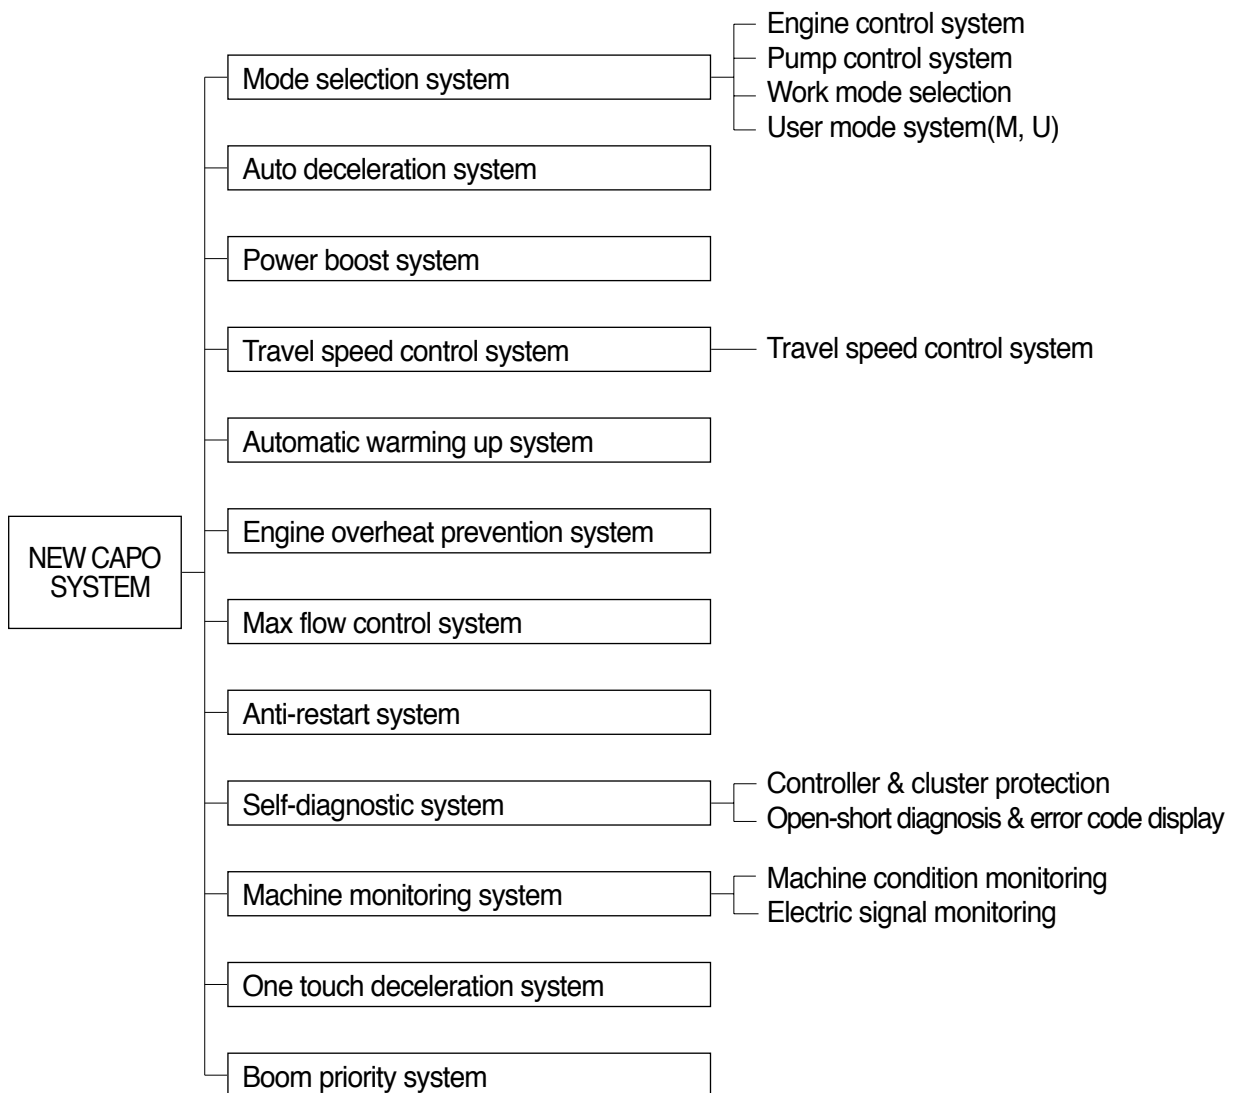 Engine control system
Pump control system
Mode selection system
Work mode selection
User mode system(M, U)
Auto deceleration system
Power boost system
Travel speed control system
Travel speed control system
Automatic warming up system
Engine overheat prevention system
NEW CAPO
SYSTEM
Max flow control system
Anti-restart system
Self-diagnostic system
Controller & cluster protection
Open-short diagnosis & error code display
Machine monitoring system
Machine condition monitoring
Electric signal monitoring
One touch deceleration system
Boom priority system